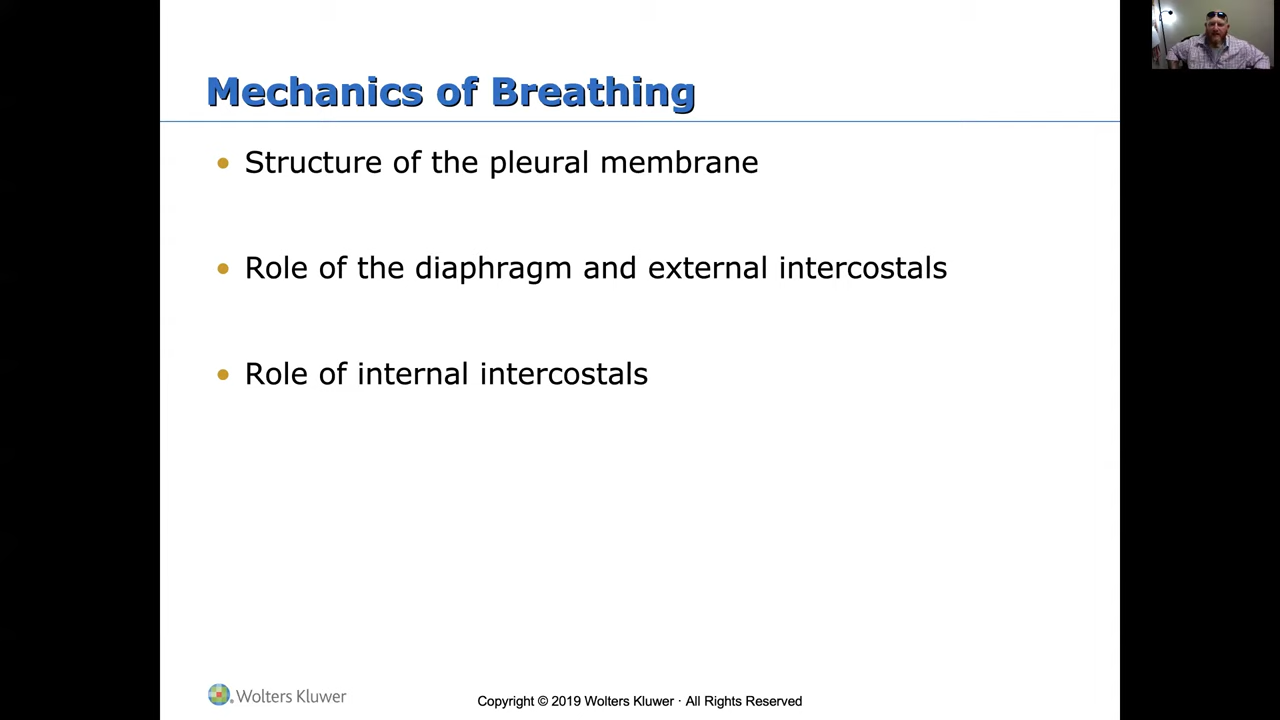 Mechanics of Breathing
Structure of the pleural membrane
Role of the diaphragm and external intercostals
Role of internal intercostals
Wolters Kluwer
Copyright © 2019 Wolters Kluwer · All Rights Reserved